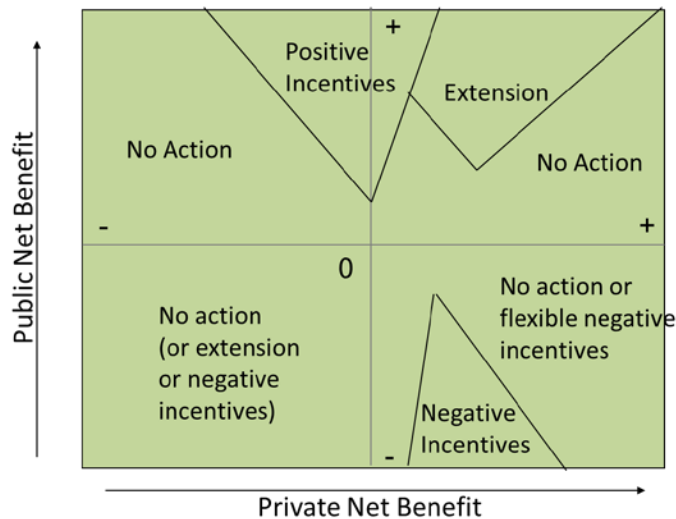 +
Positive
Incentives
Extension
No Action
No Action
-
+
0
No action
(or extension
or negative
incentives)
No action or
flexible negative
incentives
Negative
Incentives
-
Public Net Benefit
Private Net Benefit